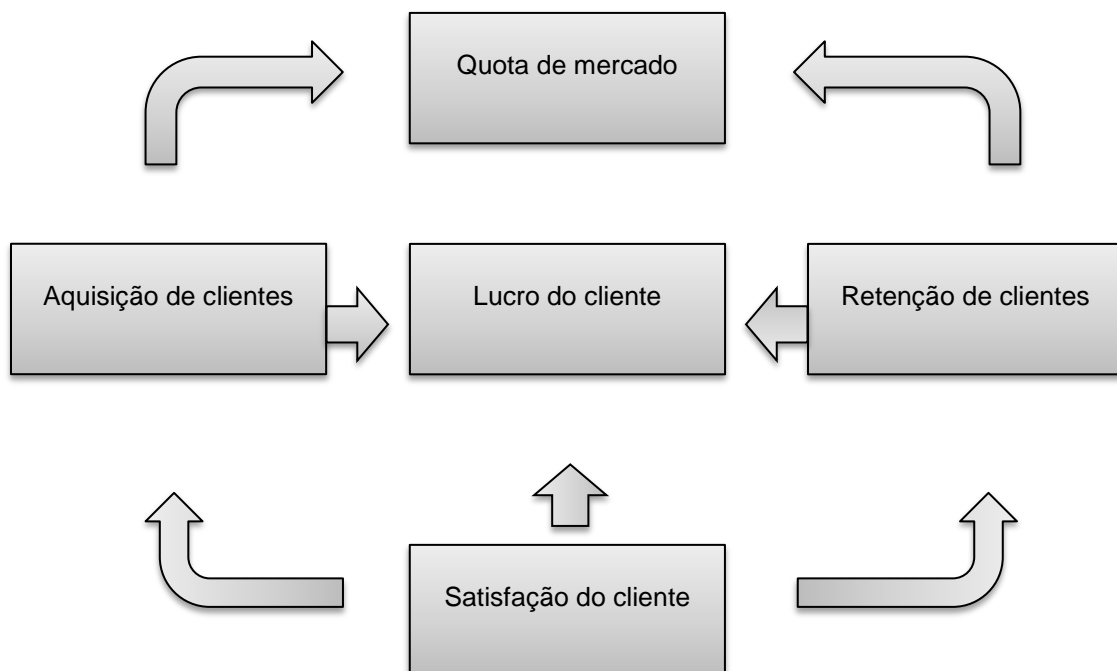 Quota de mercado
Aquisição de clientes
Lucro do cliente
Retenção de clientes
Satisfação do cliente